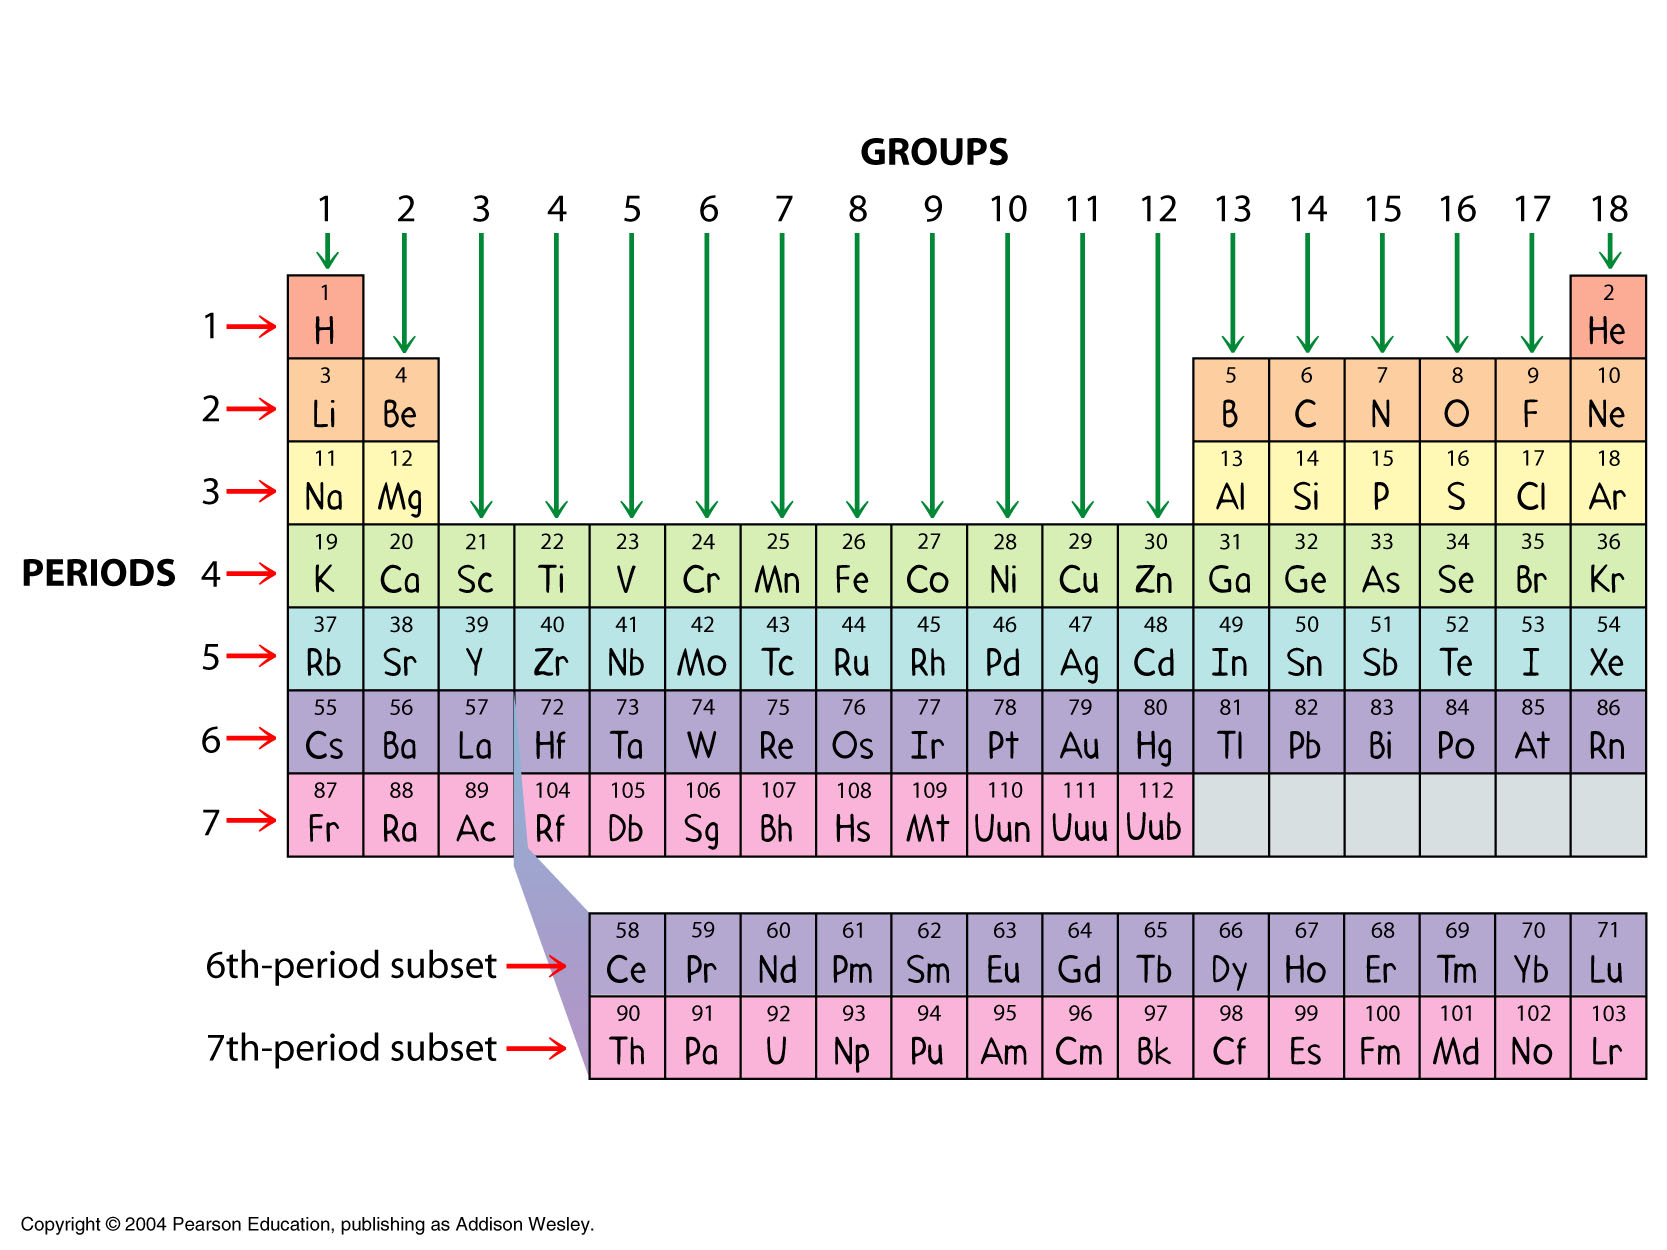 GROUPS
1 2 3 4 5 6 7 8 9 10 11 12 13 14 15 16 17 18
1 2
1 H He
3 4 5 6 7 8 9 10
2 Li Be B C N O F Ne
11 12 13 14 15 16 17 18
3 Na Mg Al Si P S Cl Ar
19 20 21 22 23 24 25 26 27 28 29 30 31 32 33 34 35 36
PERIODS 4 K Ca Sc Ti V Cr Mn Fe Co Ni Cu Zn Ga Ge As Se Br Kr
37 38 39 40 41 42 43 44 45 46 47 48 49 50 51 52 53 54
5 Rb Sr Y Zr Nb Mo Tc Ru Rh Pd Ag Cd In Sn Sb Te I Xe
55 56 57 72 73 74 75 76 77 78 79 80 81 82 83 84 85 86
6 Cs Ba La Hf Ta W Re Os Ir Pt Au Hg Tl Pb Bi Po At Rn
87 88 89 104 105 106 107 108 109 110 111 112
7 Fr Ra Ac Rf Db Sg Bh Hs Mt Uun Uuu Uub
58 59 60 61 62 63 64 65 66 67 68 69 70 71
6th-period subset Ce Pr Nd Pm Sm Eu Gd Tb Dy Ho Er Tm Yb Lu
90 91 92 93 94 95 96 97 98 99 100 101 102 103
7th-period subset Th Pa U Np Pu Am Cm Bk Cf Es Fm Md No Lr
Copyright © 2004 Pearson Education, publishing as Addison Wesley.